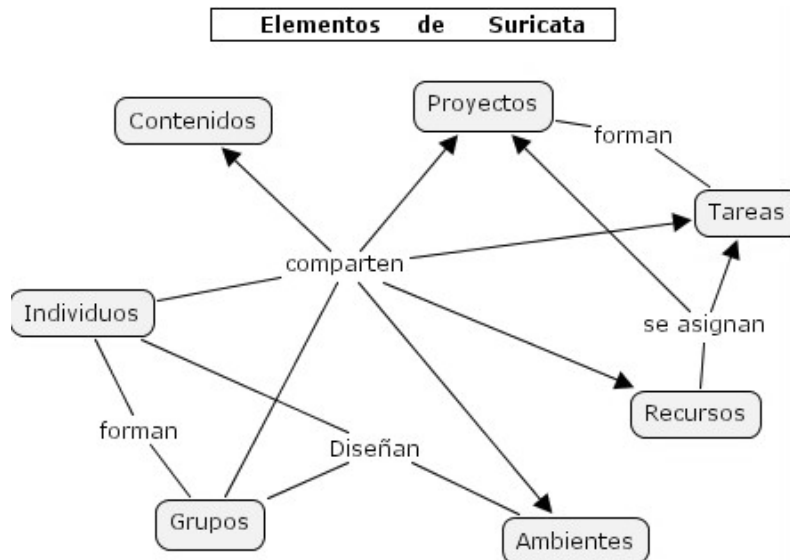 Elementos de Suricata
Proyectos
Contenidos
forman
Tareas
comparten
Individuos
se asignan
Recursos
forman
Diseñan
Grupos
Ambientes